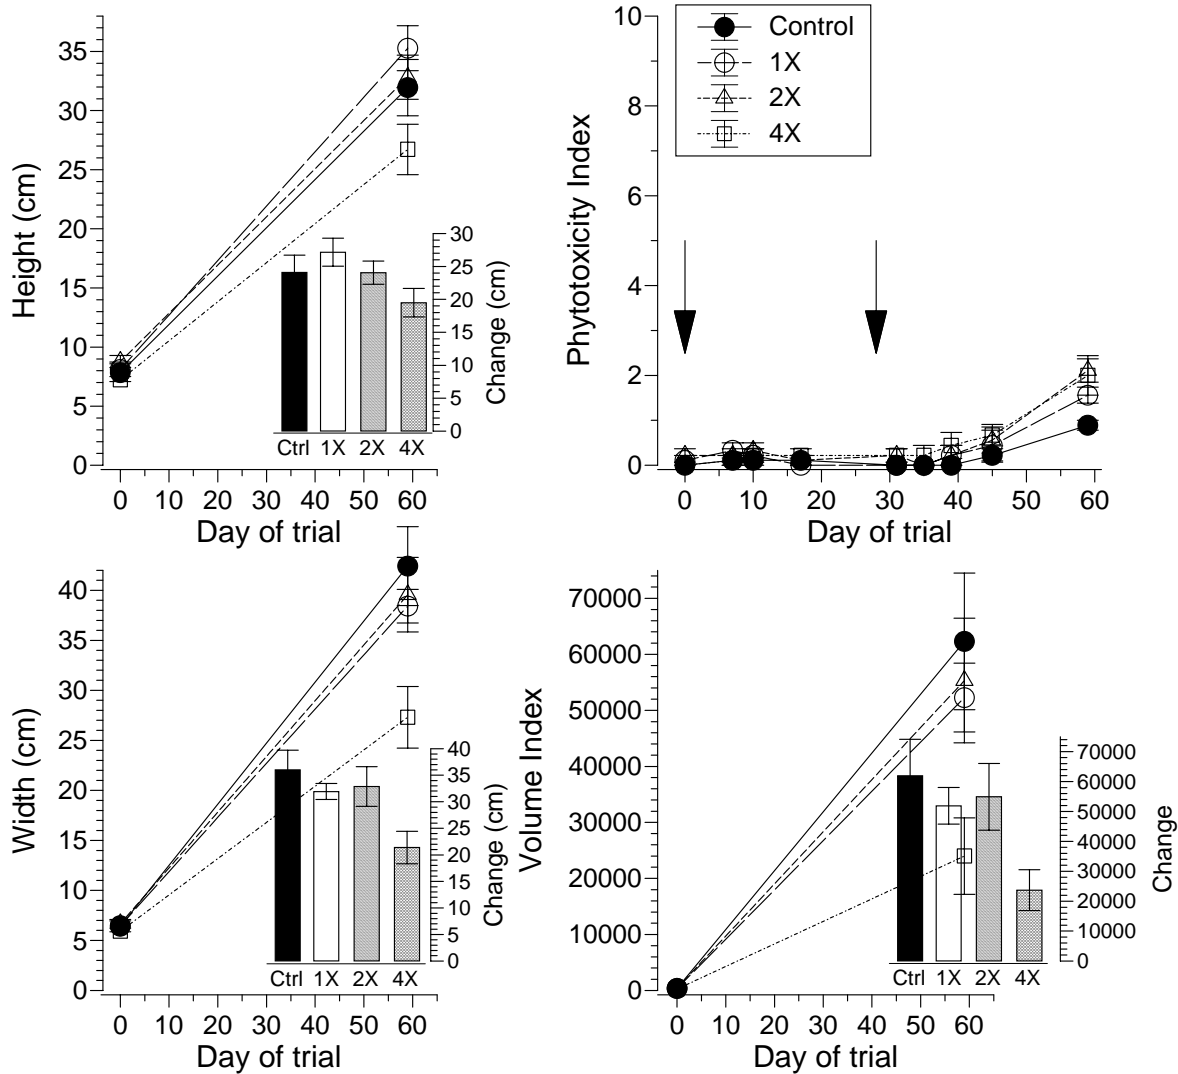 35
30
25
20
15
10
5
0
Height (cm)
0 10 20 30 40 50 60
Day of trial
30
25
20
15
10
5
0
Change (cm)
Ctrl 1X 2X 4X
10
8
6
4
2
0
Phytotoxicity Index
Control
1X
2X
4X
0 10 20 30 40 50 60
Day of trial
40
35
30
25
20
15
10
5
0
Width (cm)
0 10 20 30 40 50 60
Day of trial
40
35
30
25
20
15
10
5
0
Change (cm)
Ctrl 1X 2X 4X
70000
60000
50000
40000
30000
20000
10000
0
Volume Index
0 10 20 30 40 50 60
Day of trial
70000
60000
50000
40000
30000
20000
10000
0
Change
Ctrl 1X 2X 4X